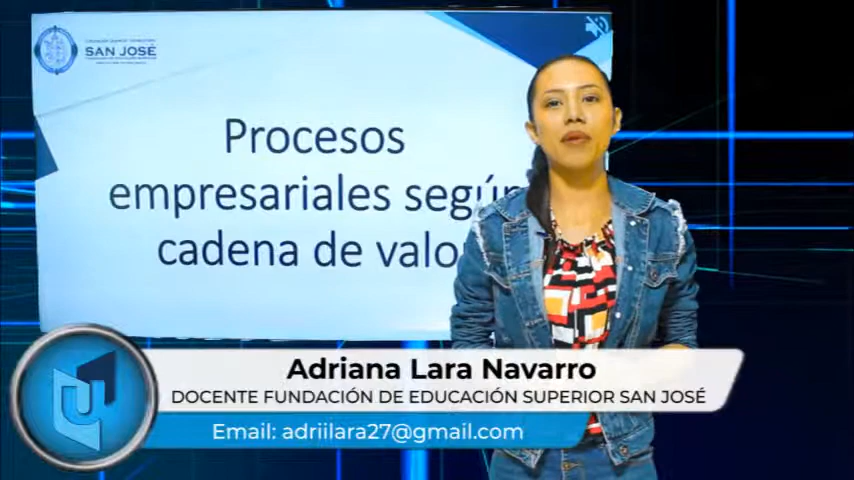 SAN JOSÉ
Procesos
empresariales según
cadena de valo
Adriana Lara Navarro
DOCENTE FUNDACIÓN DE EDUCACIÓN SUPERIOR SAN JOSÉ
Email: adriilara27@gmail.com